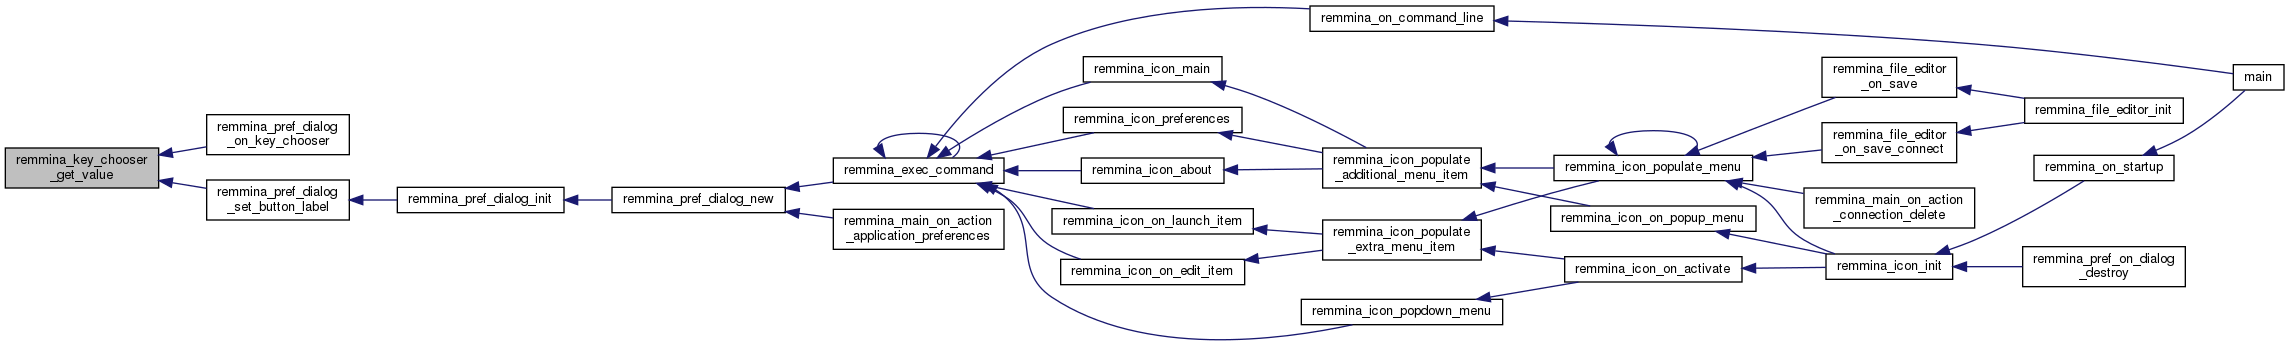 remmina_key_chooser
_get_value
remmina_pref_dialog
_on_key_chooser
remmina_pref_dialog
_set_button_label
remmina_pref_dialog_init
remmina_pref_dialog_new
remmina_exec_command
remmina_main_on_action
_application_preferences
remmina_on_command_line
remmina_icon_main
remmina_icon_preferences
remmina_icon_about
remmina_icon_on_launch_item
remmina_icon_on_edit_item
remmina_icon_popdown_menu
remmina_icon_populate
_additional_menu_item
remmina_icon_populate
_extra_menu_item
remmina_icon_populate_menu
remmina_icon_on_popup_menu
remmina_icon_on_activate
remmina_file_editor
_on_save
remmina_file_editor
_on_save_connect
remmina_main_on_action
_connection_delete
remmina_icon_init
remmina_file_editor_init
remmina_on_startup
remmina_pref_on_dialog
_destroy
main